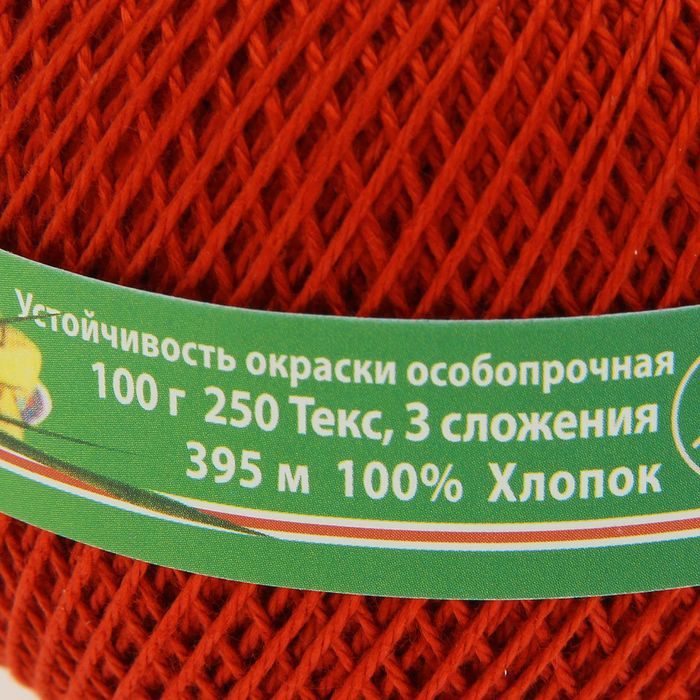 Устойчивость окраски особопрочная
100 г 250 Текс, 3 сложения
395 м 100% Хлопок